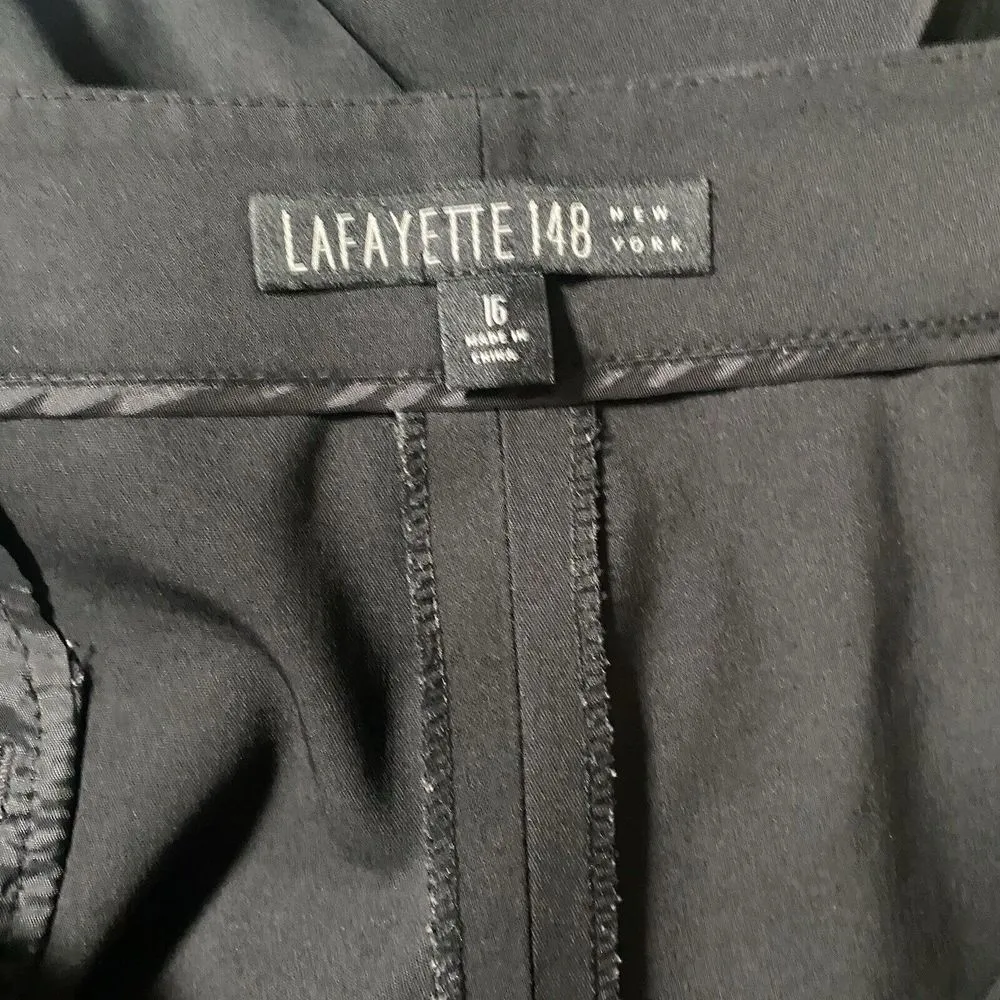 LAFAYETTE 148 NEW YORK
16
MADE IN
CHINA